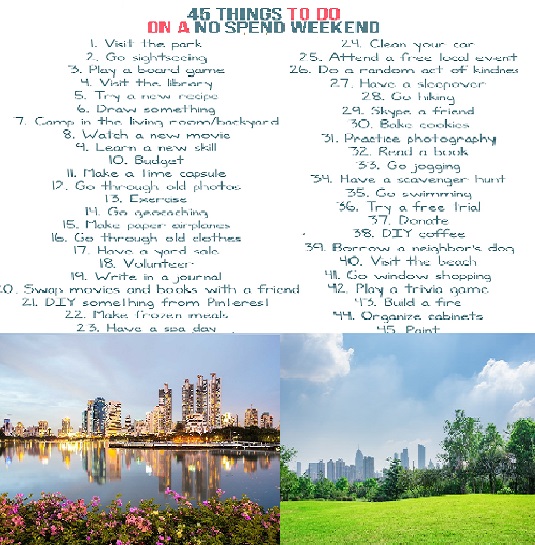 45 THINGS TO DO
ON A NO SPEND WEEKEND
1. Visit the park
2. Go sightseeing
3. Play a board game
4. Visit the library
5. Try a new recipe
6. Draw something
7. Camp in the living room/backyard
8. Watch a new movie
9. Learn a new skill
10. Budget
11. Make a time capsule
12. Go through old photos
13. Exercise
14. Go geocaching
15. Make paper airplanes
16. Go through old clothes
17. Have a yard sale
18. Volunteer
19. Write in a journal
20. Swap movies and books with a friend
21. DIY something from Pinterest
22. Make frozen meals
23. Have a spa day
24. Clean your car
25. Attend a free local event
26. Do a random act of kindnes
27. Have a sleepover
28. Go hiking
29. Skype a friend
30. Bake cookies
31. Practice photography
32. Read a book
33. Go jogging
34. Have a scavenger hunt
35. Go swimming
36. Try a free trial
37. Donate
38. DIY coffee
39. Borrow a neighbor's dog
40. Visit the beach
41. Go window shopping
42. Play a trivia game
43. Build a fire
44. Organize cabinets
45. Paint